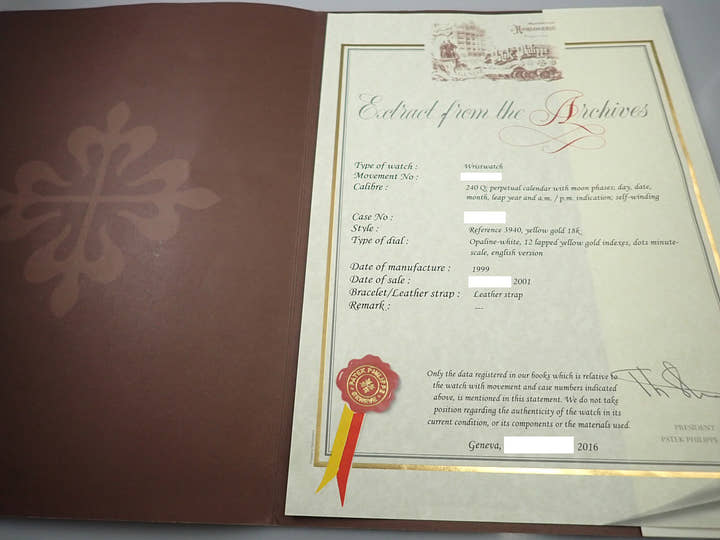 Extract from the Archives
Type of watch : Wristwatch
Movement No :
Calibre : 240 Q; perpetual calendar with moon phases; day, date,
month, leap year and a.m. / p.m. indication; self-winding
Case No :
Style : Reference 3940, yellow gold 18k
Type of dial : Opaline-white, 12 lapped yellow gold indexes, dots minute-
scale, english version
Date of manufacture : 1999
Date of sale : 2001
Bracelet/Leather strap : Leather strap
Remark : ---
Only the data registered in our books which is relative to
the watch with movement and case numbers indicated
above, is mentioned in this statement. We do not take
position regarding the authenticity of the watch in its
current condition, or its components or the materials used.
PATEK PHILIPPE
GENEVE
PRESIDENT
PATEK PHILIPPE
Geneva, 2016